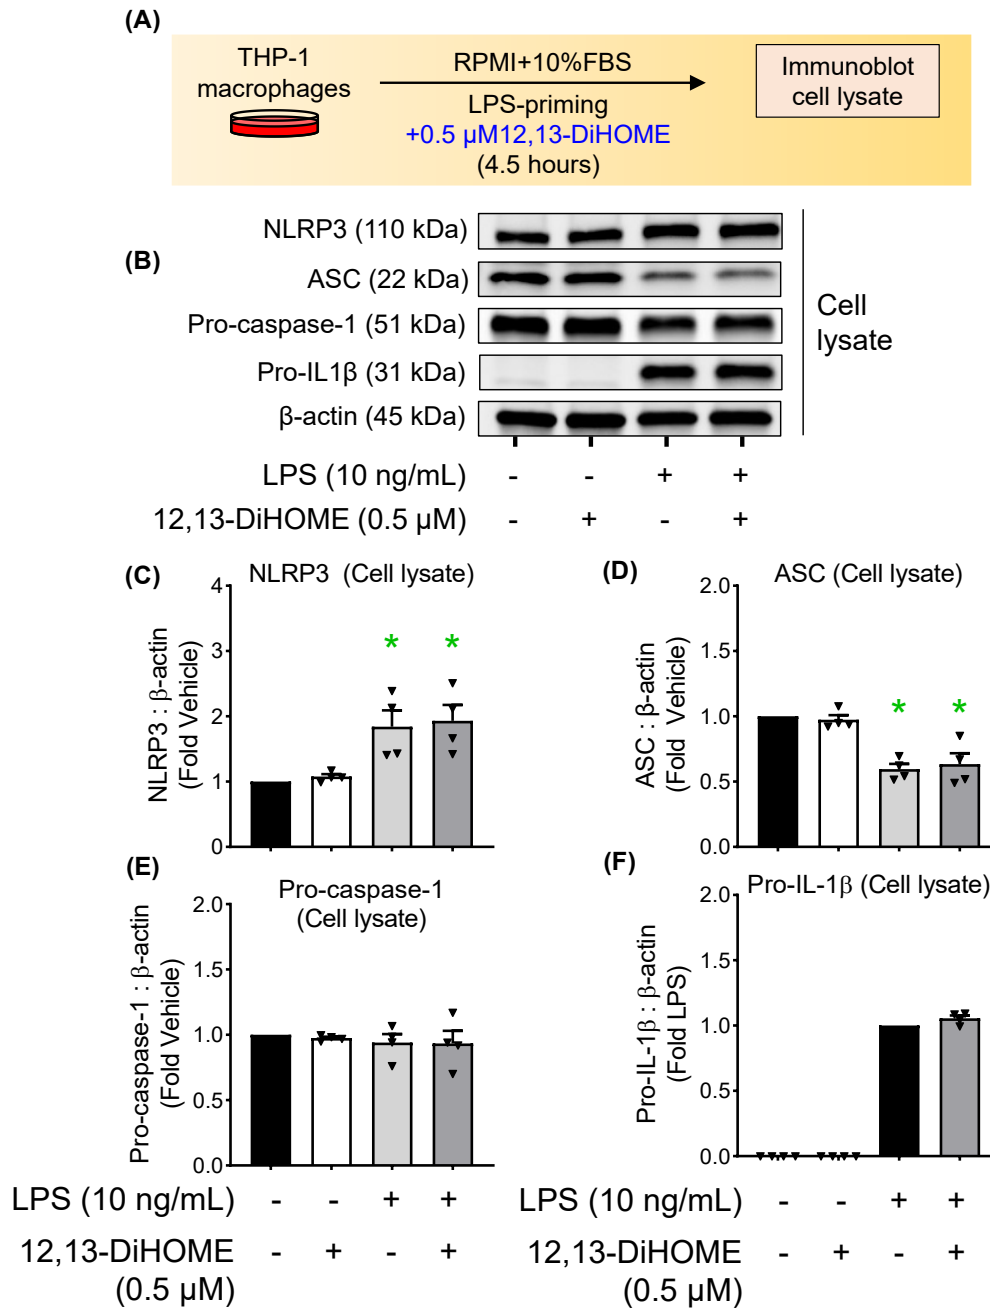 (A)
THP-1
macrophages
RPMI+10%FBS
LPS-priming
+0.5 µM12,13-DiHOME
(4.5 hours)
Immunoblot
cell lysate
(B)
NLRP3 (110 kDa)
ASC (22 kDa)
Pro-caspase-1 (51 kDa)
Pro-IL1β (31 kDa)
β-actin (45 kDa)
Cell
lysate
LPS (10 ng/mL) - - + +
12,13-DiHOME (0.5 µM) - + - +
(C)
NLRP3 (Cell lysate)
NLRP3 : β-actin
(Fold Vehicle)
4
3
2
1
0
* *
(D)
ASC (Cell lysate)
ASC : β-actin
(Fold Vehicle)
2.0
1.5
1.0
0.5
0.0
* *
(E)
Pro-caspase-1
(Cell lysate)
Pro-caspase-1 : β-actin
(Fold Vehicle)
2.0
1.5
1.0
0.5
0.0
LPS (10 ng/mL) - - + +
12,13-DiHOME - + - +
(0.5 µM)
(F)
Pro-IL-1β (Cell lysate)
Pro-IL-1β : β-actin
(Fold LPS)
2.0
1.5
1.0
0.5
0.0
LPS (10 ng/mL) - - + +
12,13-DiHOME - + - +
(0.5 µM)